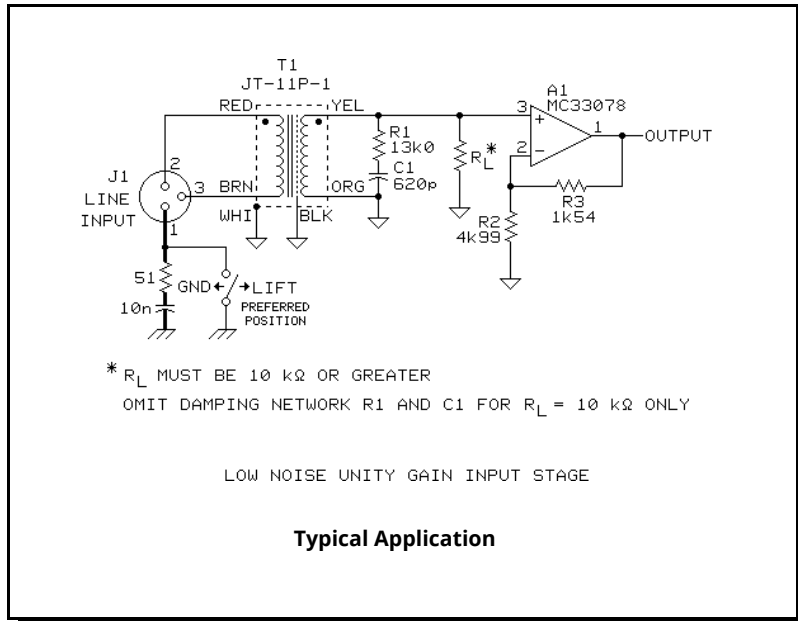 T1
JT-11P-1
RED
YEL
A1
MC33078
3
+
1
OUTPUT
2
−
R1
13k0
C1
620p
RL*
J1
LINE
INPUT
2
3
1
BRN
ORG
WHI
BLK
R3
1k54
R2
4k99
51
10n
GND
LIFT
PREFERRED
POSITION
* RL MUST BE 10 kΩ OR GREATER
OMIT DAMPING NETWORK R1 AND C1 FOR RL = 10 kΩ ONLY
LOW NOISE UNITY GAIN INPUT STAGE
Typical Application